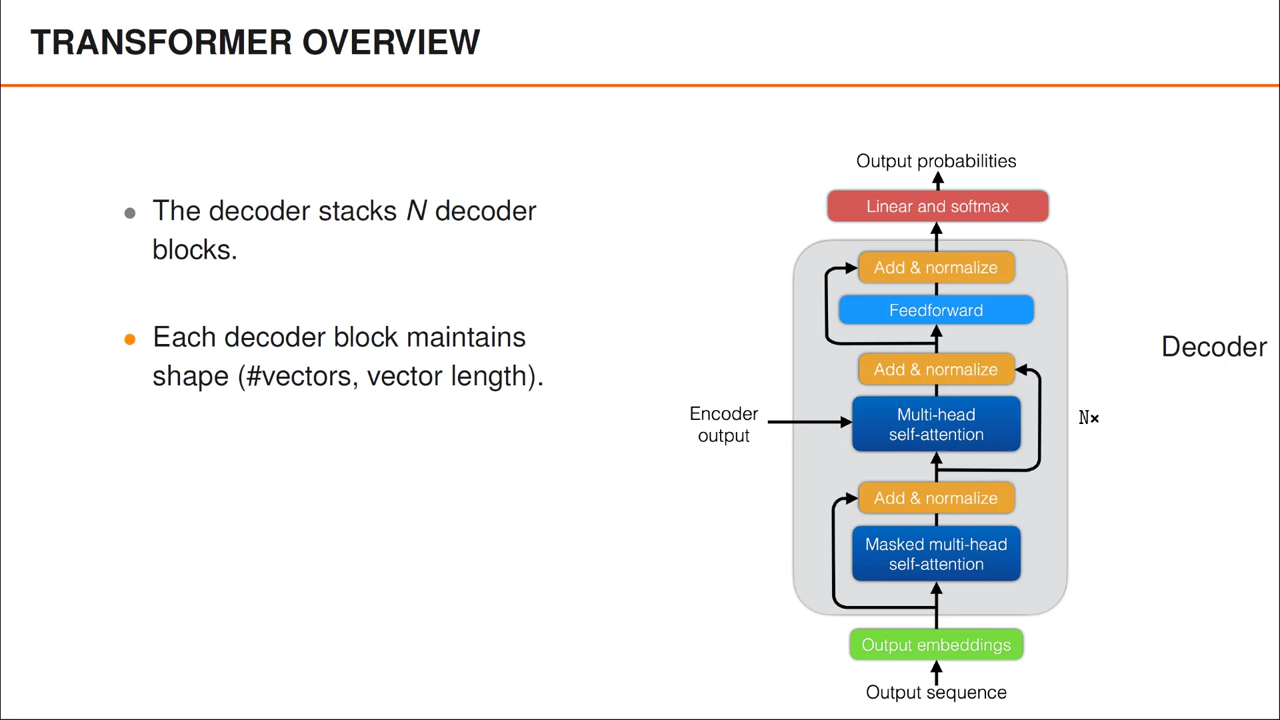 TRANSFORMER OVERVIEW
The decoder stacks N decoder
blocks.
Each decoder block maintains
shape (#vectors, vector length).
Output probabilities
Linear and softmax
Add & normalize
Feedforward
Add & normalize
Multi-head
self-attention
Encoder
output
Add & normalize
Masked multi-head
self-attention
Output embeddings
Output sequence
N×
Decoder